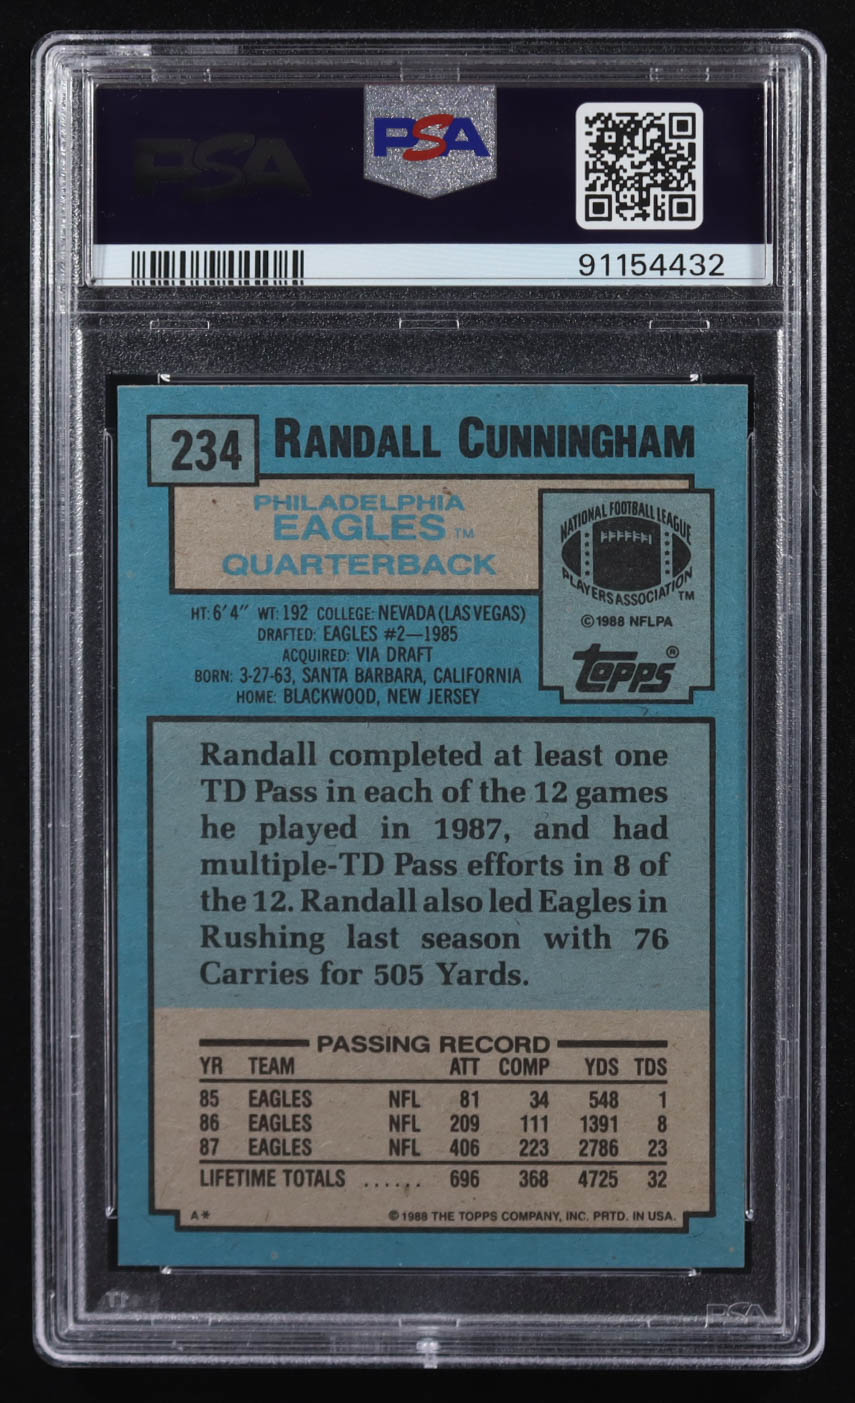 PSA
PSA
91154432
234
RANDALL CUNNINGHAM
PHILADELPHIA
EAGLES TM
QUARTERBACK
NATIONAL FOOTBALL LEAGUE
PLAYERS ASSOCIATION TM
© 1988 NFLPA
topps®
HT: 6'4" WT: 192 COLLEGE: NEVADA (LAS VEGAS)
DRAFTED: EAGLES #2—1985
ACQUIRED: VIA DRAFT
BORN: 3-27-63, SANTA BARBARA, CALIFORNIA
HOME: BLACKWOOD, NEW JERSEY
Randall completed at least one
TD Pass in each of the 12 games
he played in 1987, and had
multiple-TD Pass efforts in 8 of
the 12. Randall also led Eagles in
Rushing last season with 76
Carries for 505 Yards.
PASSING RECORD
YR TEAM ATT COMP YDS TDS
85 EAGLES NFL 81 34 548 1
86 EAGLES NFL 209 111 1391 8
87 EAGLES NFL 406 223 2786 23
LIFETIME TOTALS ...... 696 368 4725 32
A* © 1988 THE TOPPS COMPANY, INC. PRTD. IN USA.
PSA